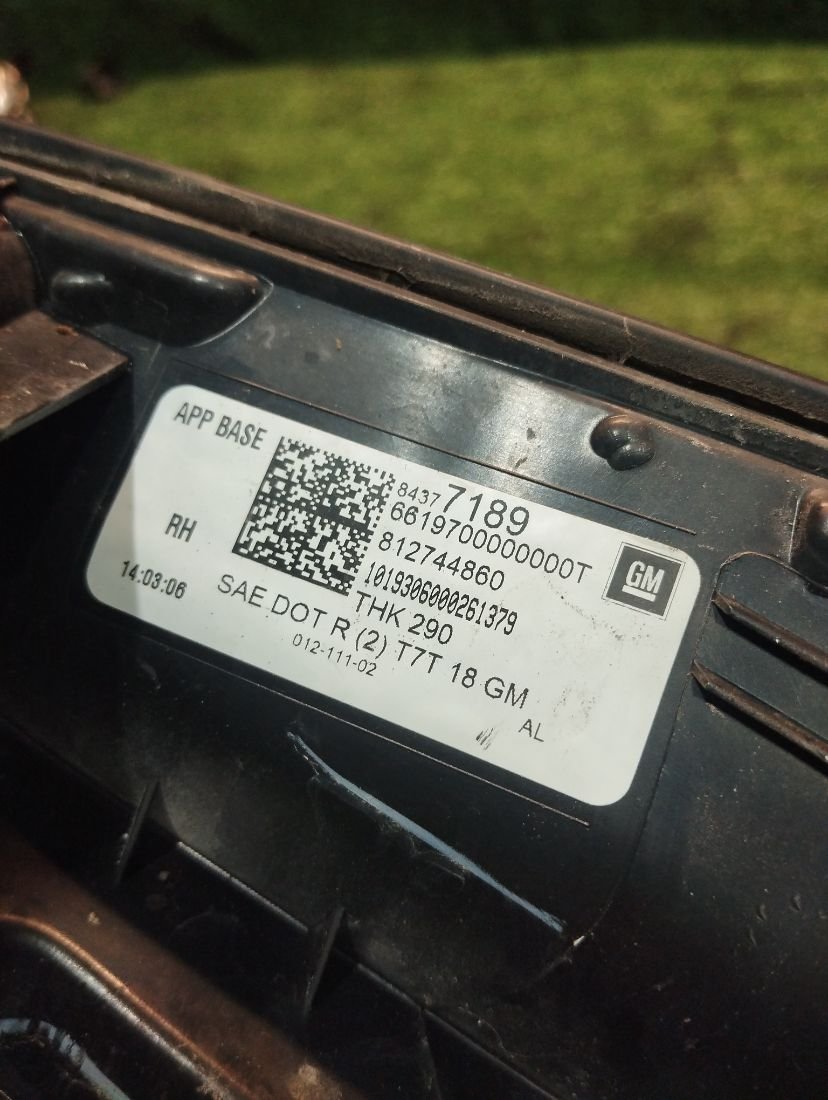 APP BASE
84377189
6619700000000T
812744860
1019306000261379
THK 290
RH
14:03:06
SAE DOT R (2) T7T 18 GM
012-111-02
AL
GM